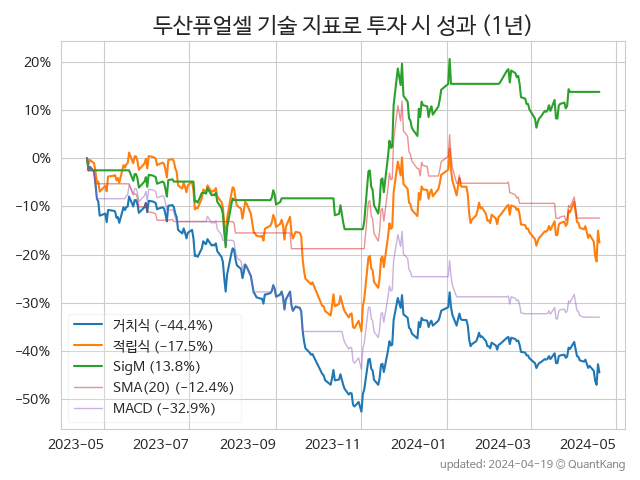 두산퓨얼셀 기술 지표로 투자 시 성과 (1년)
20%
10%
0%
−10%
−20%
−30%
−40%
−50%
거치식 (−44.4%)
적립식 (−17.5%)
SigM (13.8%)
SMA(20) (−12.4%)
MACD (−32.9%)
2023−05 2023−07 2023−09 2023−11 2024−01 2024−03 2024−05
updated: 2024−04−19 © QuantKang